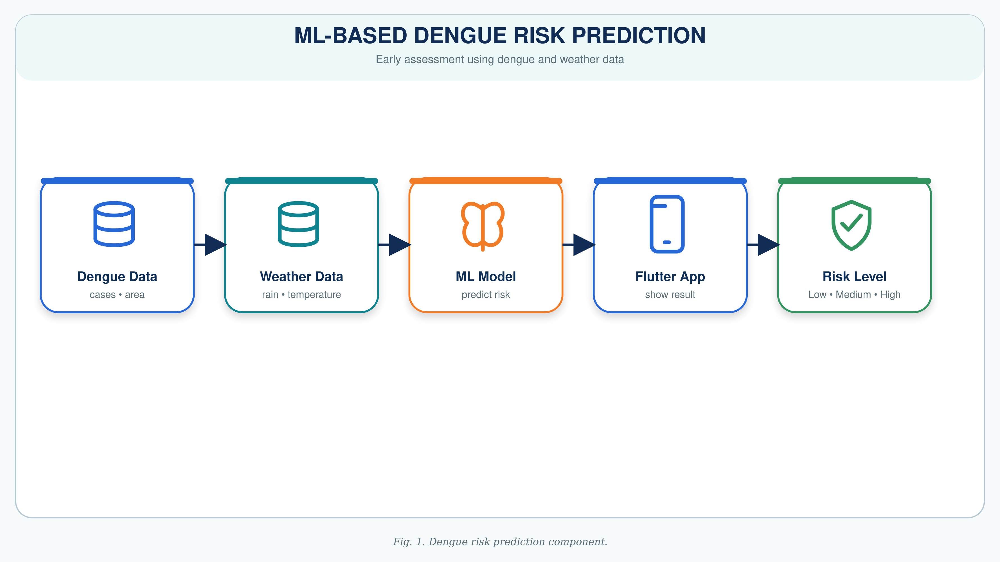 ML-BASED DENGUE RISK PREDICTION
Early assessment using dengue and weather data
Dengue Data
cases • area
Weather Data
rain • temperature
ML Model
predict risk
Flutter App
show result
Risk Level
Low • Medium • High
Fig. 1. Dengue risk prediction component.